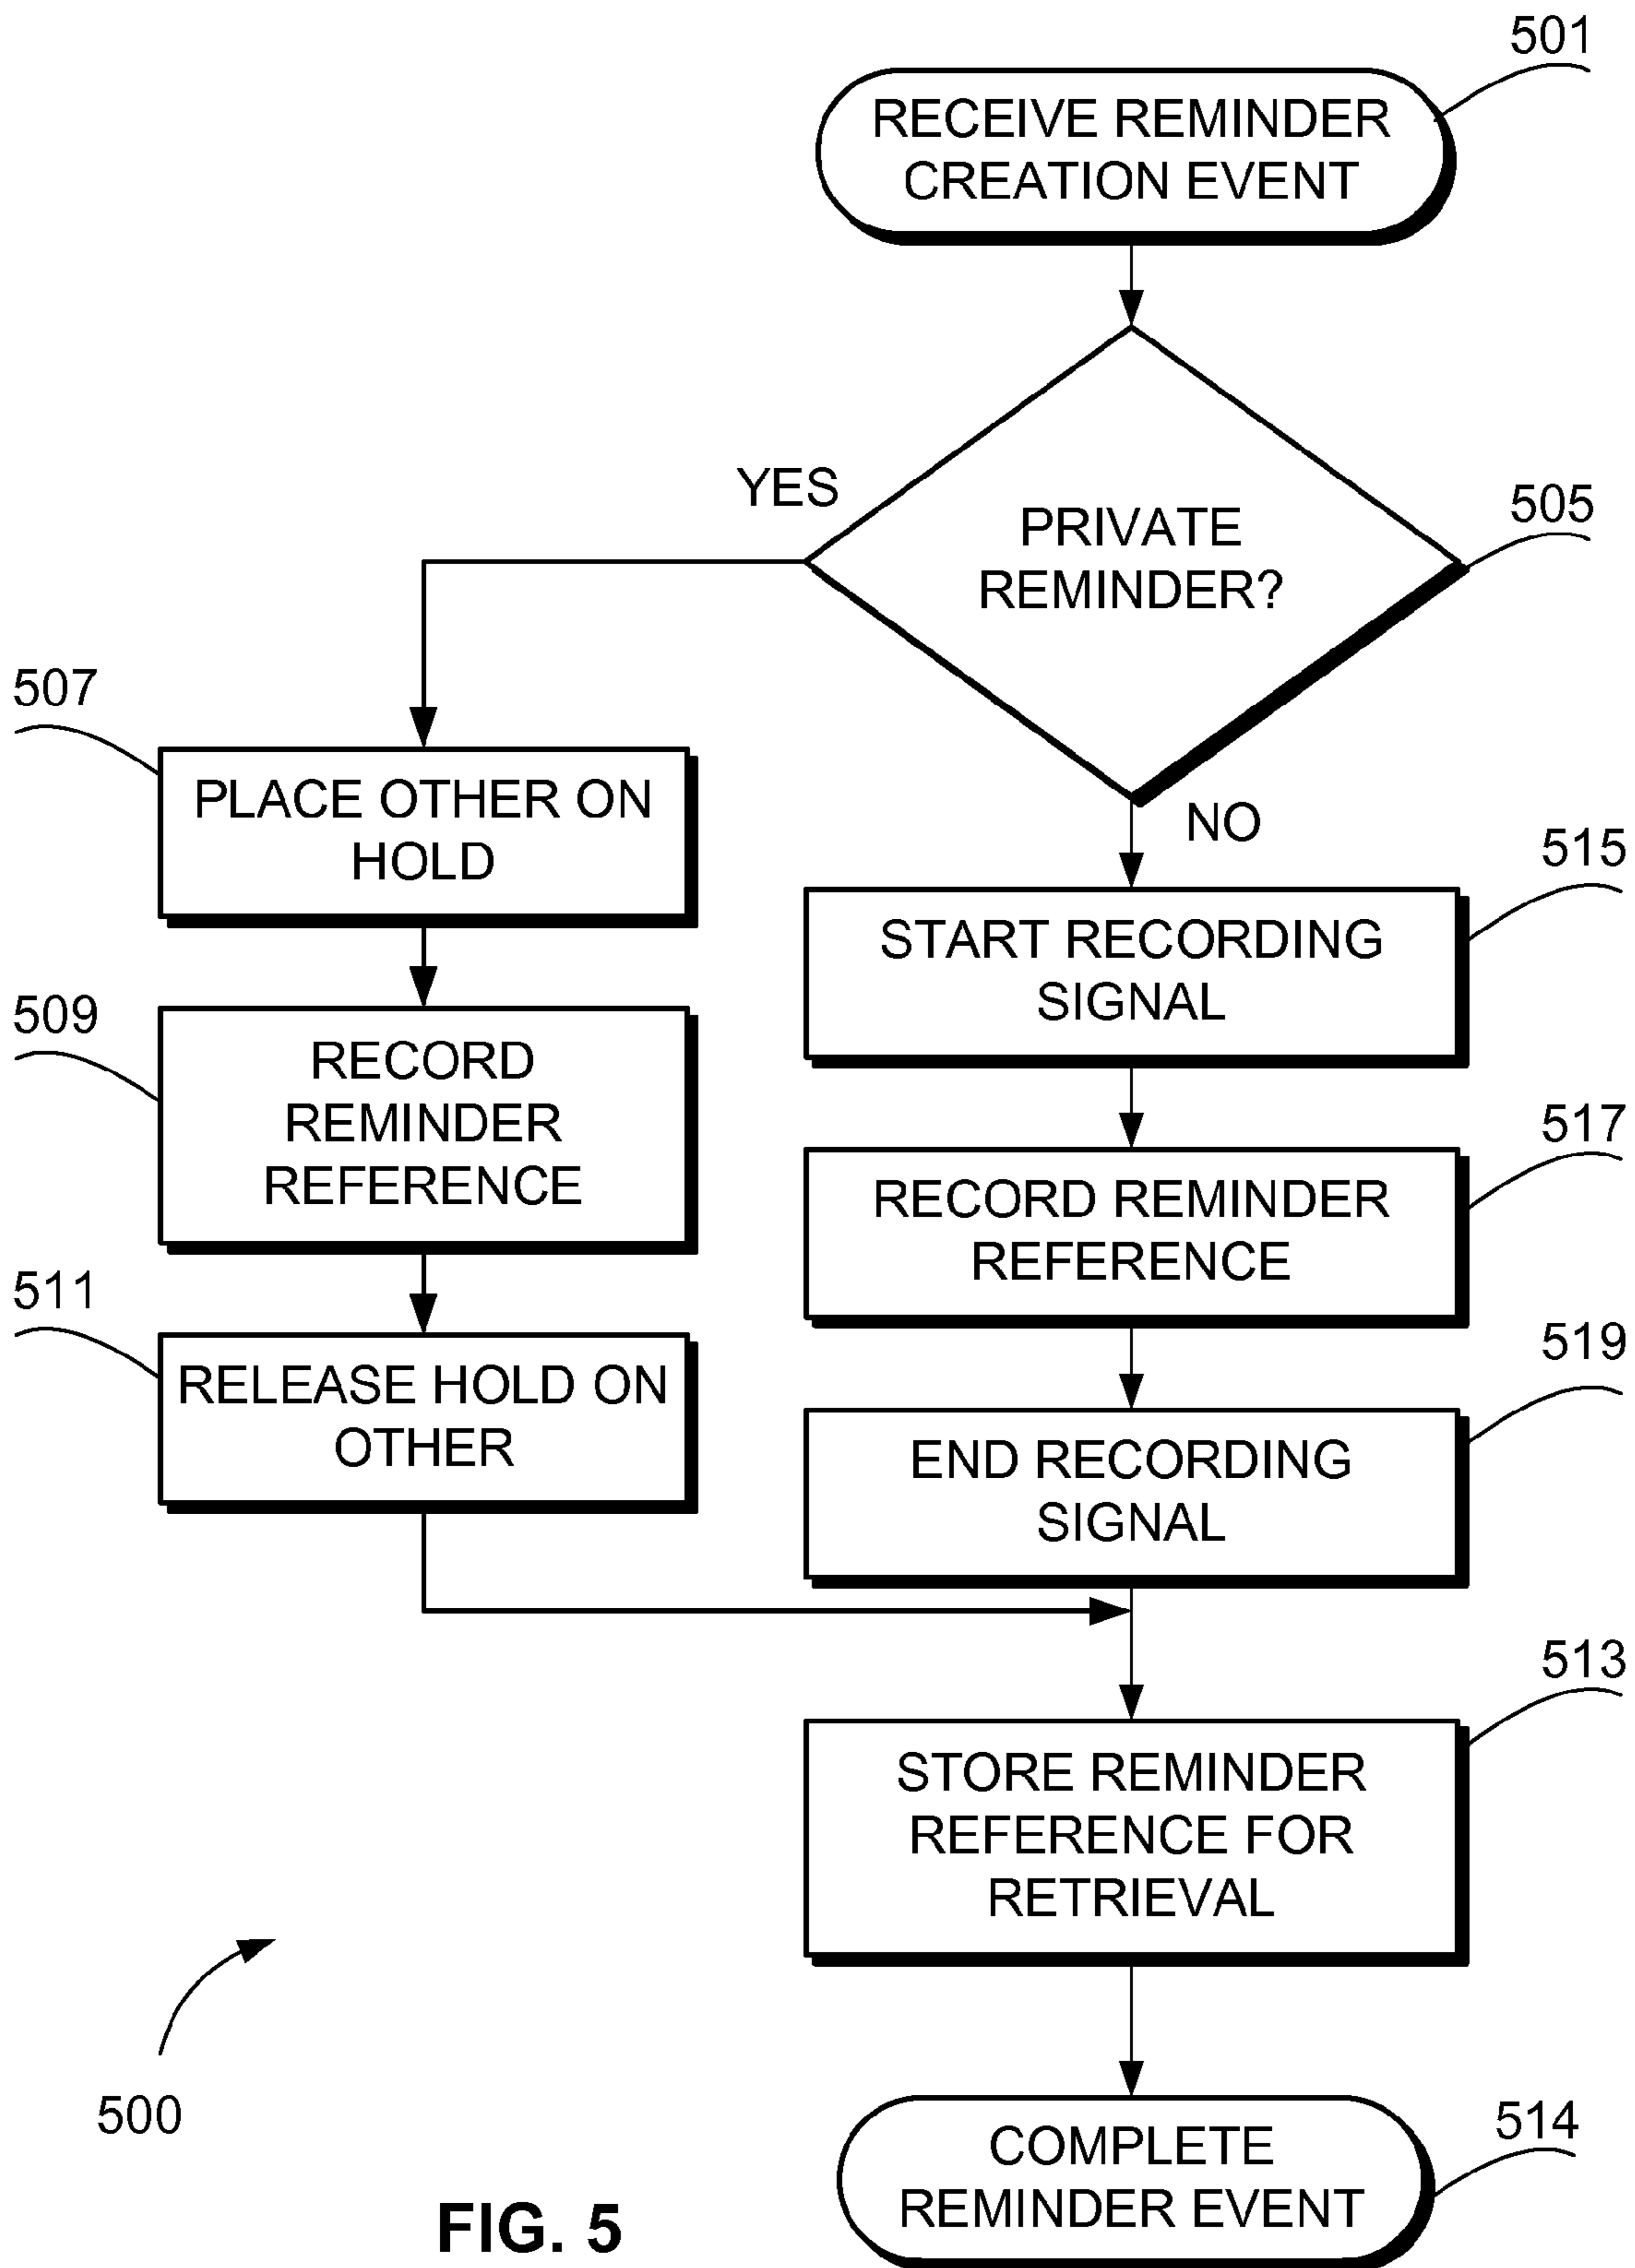 501
RECEIVE REMINDER
CREATION EVENT
YES
PRIVATE
REMINDER?
505
507
PLACE OTHER ON
HOLD
NO
515
START RECORDING
SIGNAL
509
RECORD
REMINDER
REFERENCE
517
RECORD REMINDER
REFERENCE
511
RELEASE HOLD ON
OTHER
519
END RECORDING
SIGNAL
513
STORE REMINDER
REFERENCE FOR
RETRIEVAL
500
514
COMPLETE
REMINDER EVENT
FIG. 5